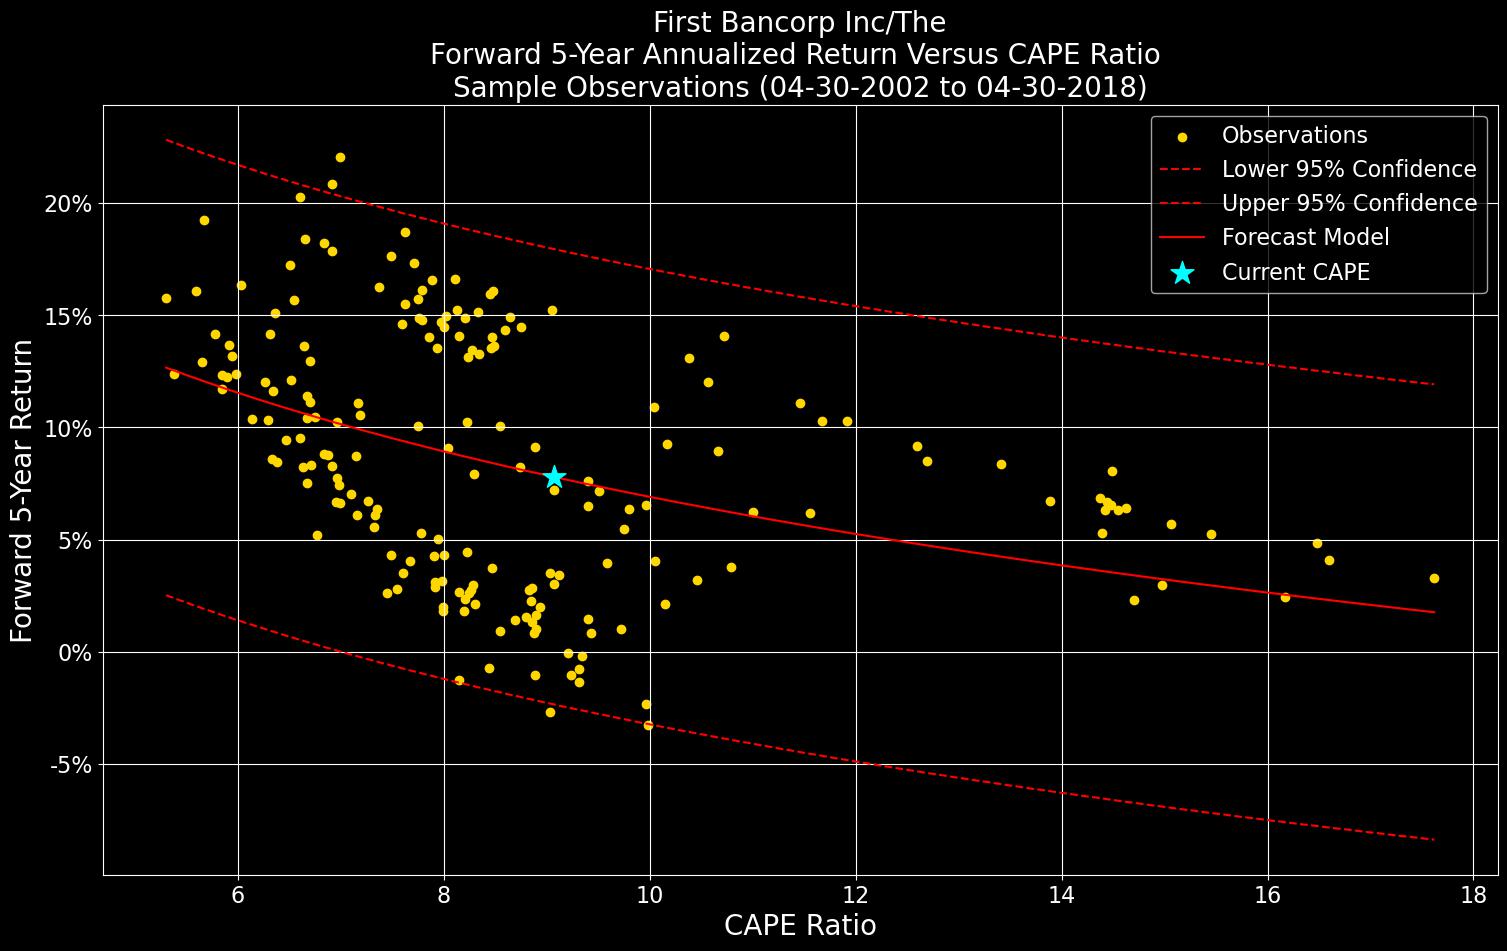 First Bancorp Inc/The
Forward 5-Year Annualized Return Versus CAPE Ratio
Sample Observations (04-30-2002 to 04-30-2018)
Observations
Lower 95% Confidence
Upper 95% Confidence
Forecast Model
Current CAPE
Forward 5-Year Return
20%
15%
10%
5%
0%
-5%
6 8 10 12 14 16 18
CAPE Ratio